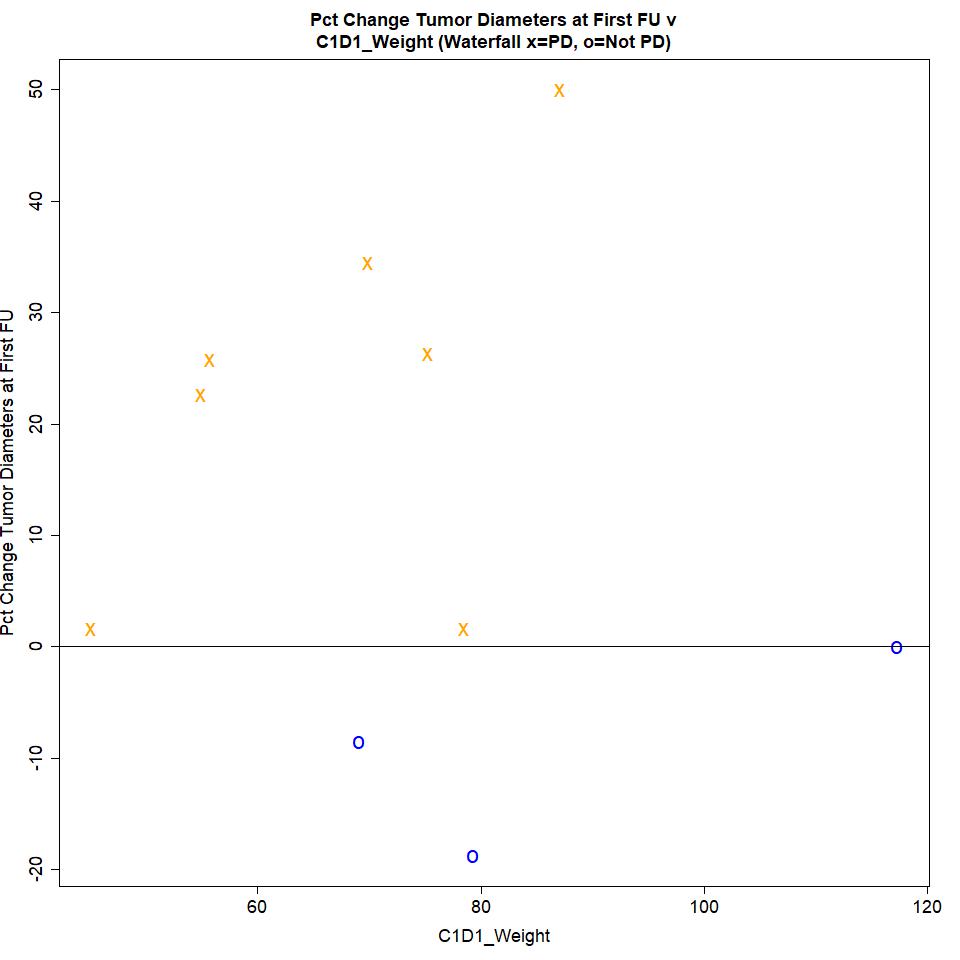 Pct Change Tumor Diameters at First FU v
C1D1_Weight (Waterfall x=PD, o=Not PD)
Pct Change Tumor Diameters at First FU
50
40
30
20
10
0
-10
-20
x
x
x
x
x
x
x
o
o
o
60
80
100
120
C1D1_Weight